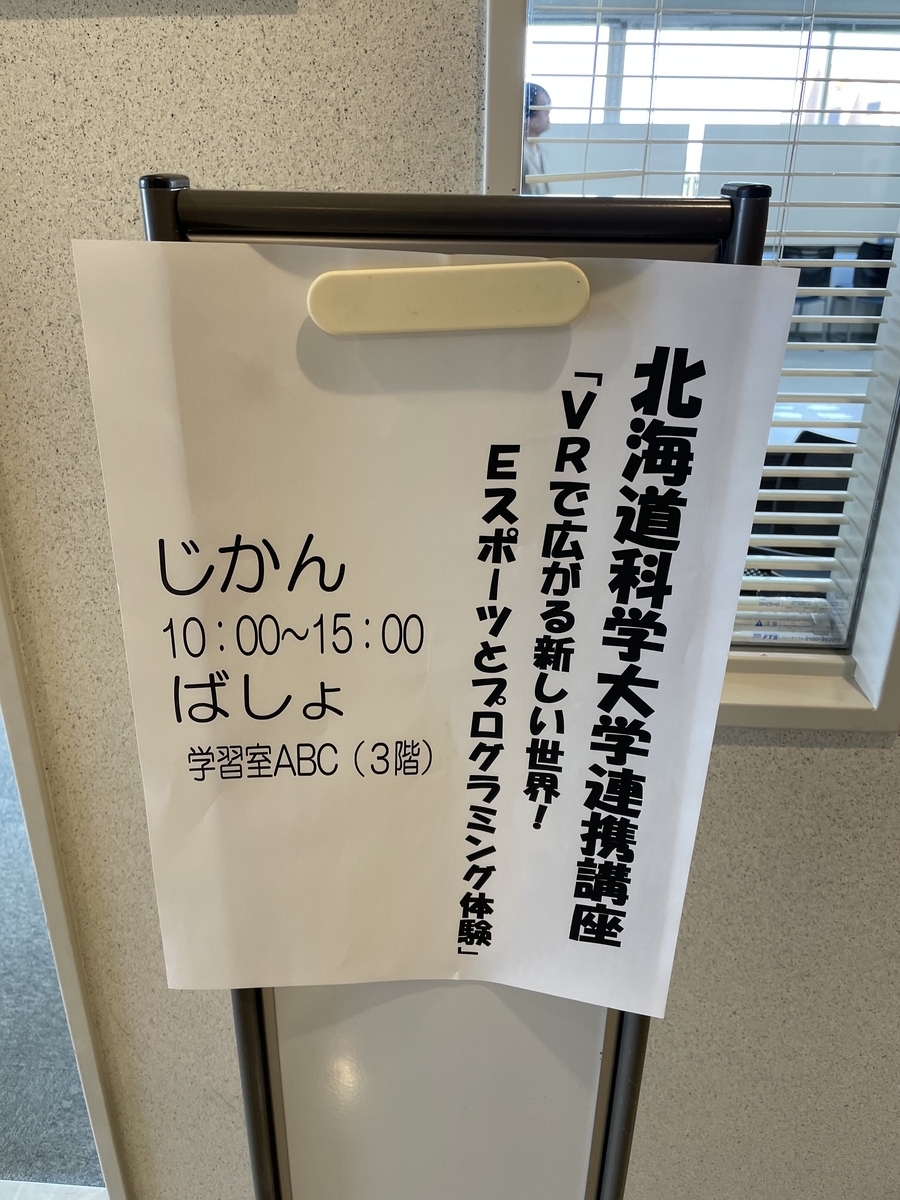 北海道科学大学連携講座
「VRで広がる新しい世界！
Eスポーツとプログラミング体験」
じかん
10：00～15：00
ばしょ
学習室ABC（3階）